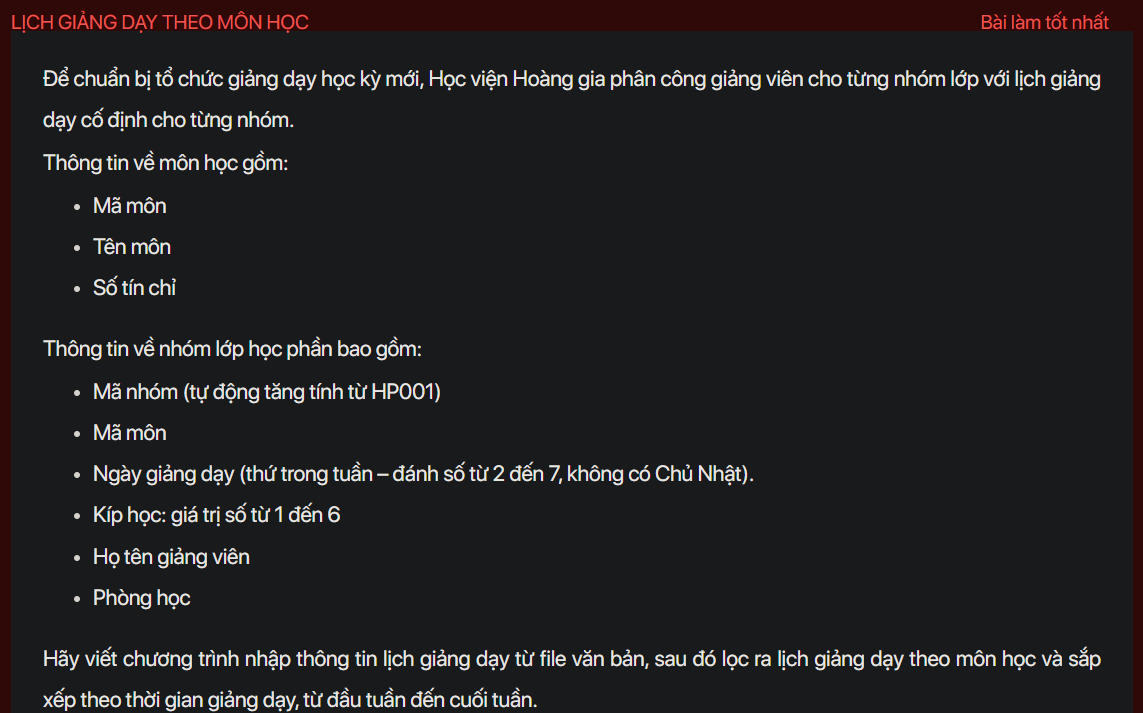 LỊCH GIẢNG DẠY THEO MÔN HỌC
Bài làm tốt nhất
Để chuẩn bị tổ chức giảng dạy học kỳ mới, Học viện Hoàng gia phân công giảng viên cho từng nhóm lớp với lịch giảng
dạy cố định cho từng nhóm.
Thông tin về môn học gồm:
• Mã môn
• Tên môn
• Số tín chỉ
Thông tin về nhóm lớp học phần bao gồm:
• Mã nhóm (tự động tăng tính từ HP001)
• Mã môn
• Ngày giảng dạy (thứ trong tuần – đánh số từ 2 đến 7, không có Chủ Nhật).
• Kíp học: giá trị số từ 1 đến 6
• Họ tên giảng viên
• Phòng học
Hãy viết chương trình nhập thông tin lịch giảng dạy từ file văn bản, sau đó lọc ra lịch giảng dạy theo môn học và sắp
xếp theo thời gian giảng dạy, từ đầu tuần đến cuối tuần.